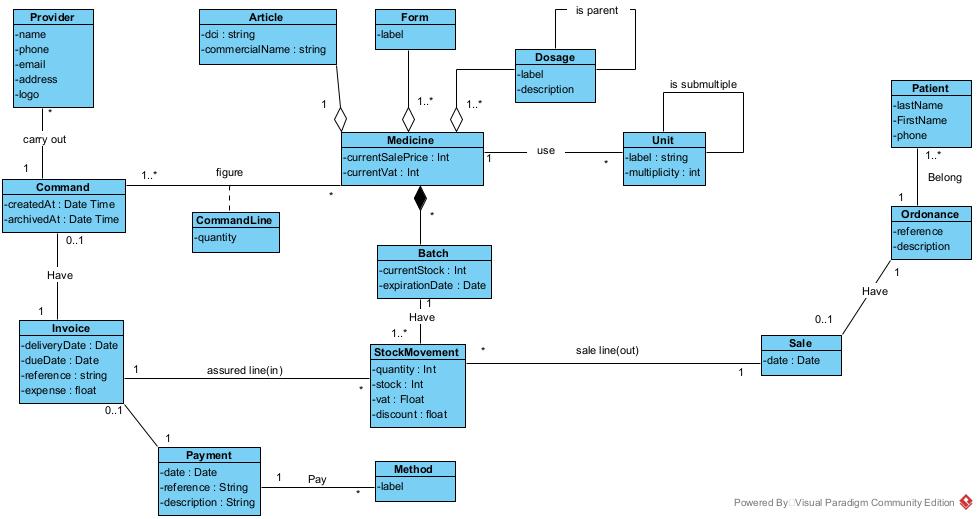 Provider
-name
-phone
-email
-address
-logo
*
carry out
1
Article
-dci : string
-commercialName : string
1
Form
-label
1..*
is parent
Dosage
-label
-description
1..*
is submultiple
Unit
-label : string
-multiplicity : int
Medicine
-currentSalePrice : Int
-currentVat : Int
1
use
*
Patient
-lastName
-FirstName
-phone
1..*
Belong
1
Command
-createdAt : Date Time
-archivedAt : Date Time
1..*
figure
*
CommandLine
-quantity
*
Ordonance
-reference
-description
1
Have
0..1
0..1
Have
1
Batch
-currentStock : Int
-expirationDate : Date
1
Have
1..*
Invoice
-deliveryDate : Date
-dueDate : Date
-reference : string
-expense : float
1
assured line(in)
*
StockMovement
-quantity : Int
-stock : Int
-vat : Float
-discount : float
*
sale line(out)
1
Sale
-date : Date
0..1
1
Payment
-date : Date
-reference : String
-description : String
1
Pay
*
Method
-label
Powered By Visual Paradigm Community Edition